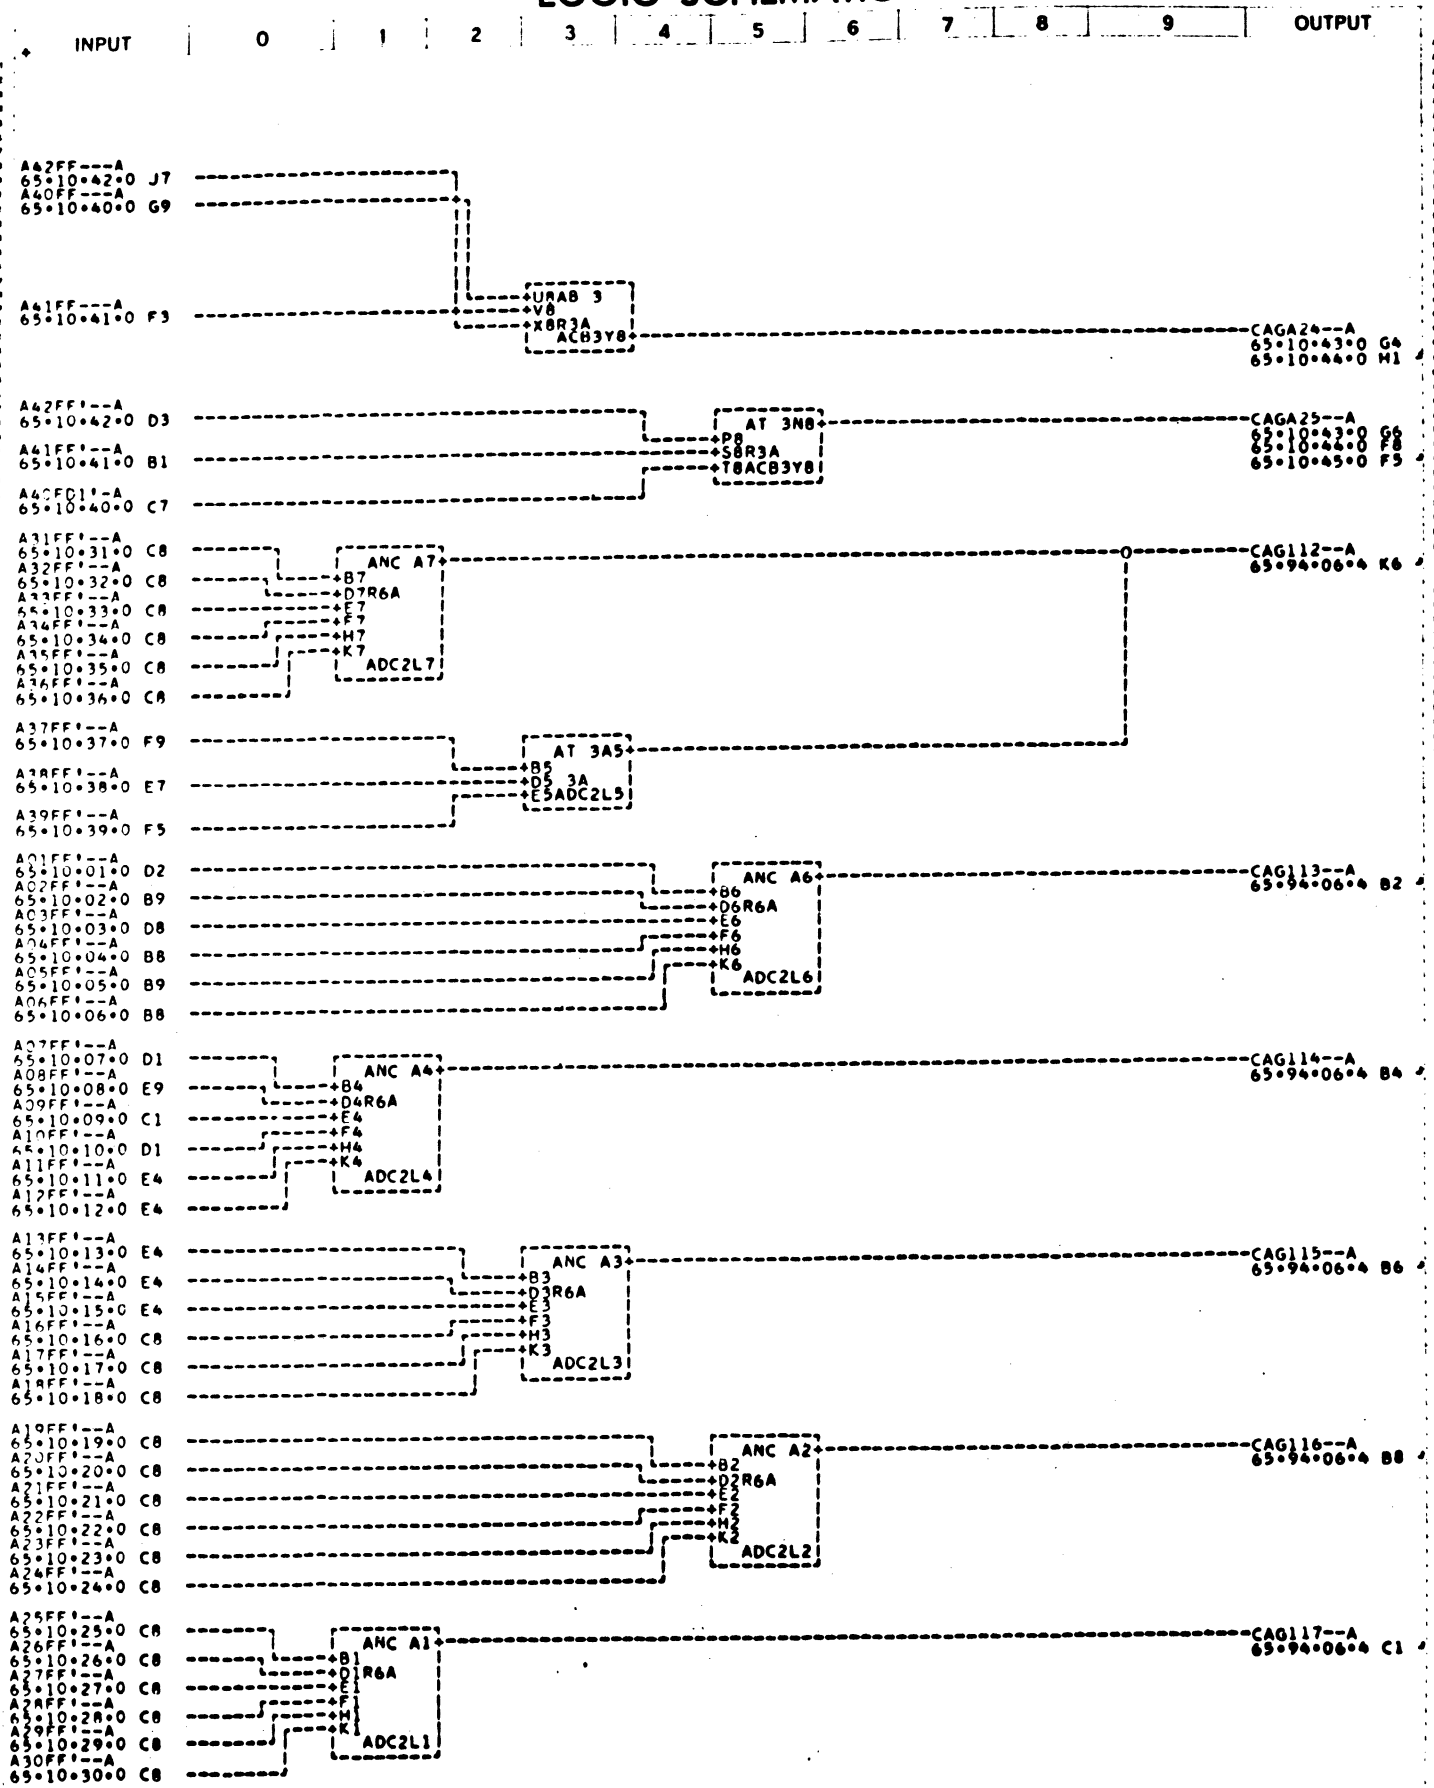 INPUT 0 1 2 3 4 5 6 7 8 9 OUTPUT
A42FF---A
65•10•42•0 J7
A40FF---A
65•10•40•0 G9
U8AB 3
A41FF---A
65•10•41•0 F3
V8
X8R3A
ACB3Y8
CAGA24--A
65•10•43•0 G4
65•10•44•0 H1
A42FF'--A
65•10•42•0 D3
AT 3N8
CAGA25--A
65•10•43•0 G6
65•10•44•0 F8
65•10•45•0 F5
P8
A41FF'--A
65•10•41•0 B1
S8R3A
T8ACB3Y8
A40FD1'-A
65•10•40•0 C7
A31FF'--A
65•10•31•0 C8
A32FF'--A
65•10•32•0 C8
A33FF'--A
65•10•33•0 C8
A34FF'--A
65•10•34•0 C8
A35FF'--A
65•10•35•0 C8
A36FF'--A
65•10•36•0 C8
ANC A7
B7
D7R6A
E7
F7
H7
K7
ADC2L7
CAG112--A
65•94•06•4 K6
A37FF'--A
65•10•37•0 F9
AT 3A5
B5
A38FF'--A
65•10•38•0 E7
D5 3A
E5ADC2L5
A39FF'--A
65•10•39•0 F5
A01FF'--A
65•10•01•0 D2
A02FF'--A
65•10•02•0 B9
A03FF'--A
65•10•03•0 D8
A04FF'--A
65•10•04•0 B8
A05FF'--A
65•10•05•0 B9
A06FF'--A
65•10•06•0 B8
ANC A6
B6
D6R6A
E6
F6
H6
K6
ADC2L6
CAG113--A
65•94•06•4 B2
A07FF'--A
65•10•07•0 D1
A08FF'--A
65•10•08•0 E9
A09FF'--A
65•10•09•0 C1
A10FF'--A
65•10•10•0 D1
A11FF'--A
65•10•11•0 E4
A12FF'--A
65•10•12•0 E4
ANC A4
B4
D4R6A
E4
F4
H4
K4
ADC2L4
CAG114--A
65•94•06•4 B4
A13FF'--A
65•10•13•0 E4
A14FF'--A
65•10•14•0 E4
A15FF'--A
65•10•15•0 E4
A16FF'--A
65•10•16•0 C8
A17FF'--A
65•10•17•0 C8
A18FF'--A
65•10•18•0 C8
ANC A3
B3
D3R6A
E3
F3
H3
K3
ADC2L3
CAG115--A
65•94•06•4 B6
A19FF'--A
65•10•19•0 C8
A20FF'--A
65•10•20•0 C8
A21FF'--A
65•10•21•0 C8
A22FF'--A
65•10•22•0 C8
A23FF'--A
65•10•23•0 C8
A24FF'--A
65•10•24•0 C8
ANC A2
B2
D2R6A
E2
F2
H2
K2
ADC2L2
CAG116--A
65•94•06•4 B8
A25FF'--A
65•10•25•0 C8
A26FF'--A
65•10•26•0 C8
A27FF'--A
65•10•27•0 C8
A28FF'--A
65•10•28•0 C8
A29FF'--A
65•10•29•0 C8
A30FF'--A
65•10•30•0 C8
ANC A1
B1
D1R6A
E1
F1
H1
K1
ADC2L1
CAG117--A
65•94•06•4 C1